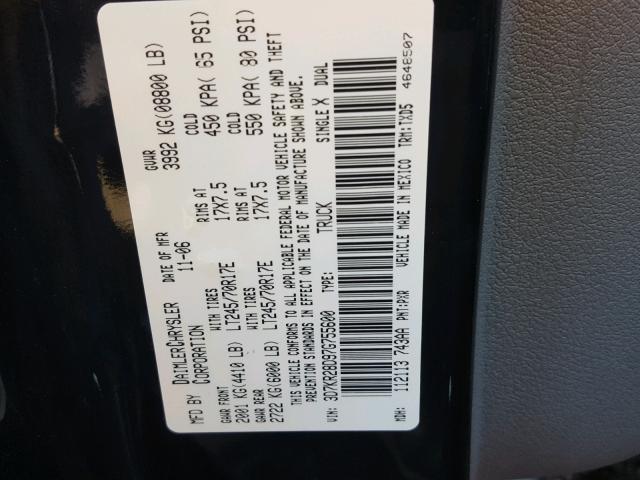 MFD BY DAIMLERCHRYSLER CORPORATION DATE OF MFR 11-06 GVWR 3992 KG(08800 LB)
GAWR FRONT WITH TIRES RIMS AT COLD
2001 KG(4410 LB) LT245/70R17E 17X7.5 450 KPA( 65 PSI)
GAWR REAR WITH TIRES RIMS AT COLD
2722 KG(6000 LB) LT245/70R17E 17X7.5 550 KPA( 80 PSI)
THIS VEHICLE CONFORMS TO ALL APPLICABLE FEDERAL MOTOR VEHICLE SAFETY AND THEFT
PREVENTION STANDARDS IN EFFECT ON THE DATE OF MANUFACTURE SHOWN ABOVE.
VIN: 3D7KR28D97G755600 TYPE: TRUCK SINGLE X DUAL
MDH: 112113 743AA PNT:PXR VEHICLE MADE IN MEXICO TRM:TXD5
4648507